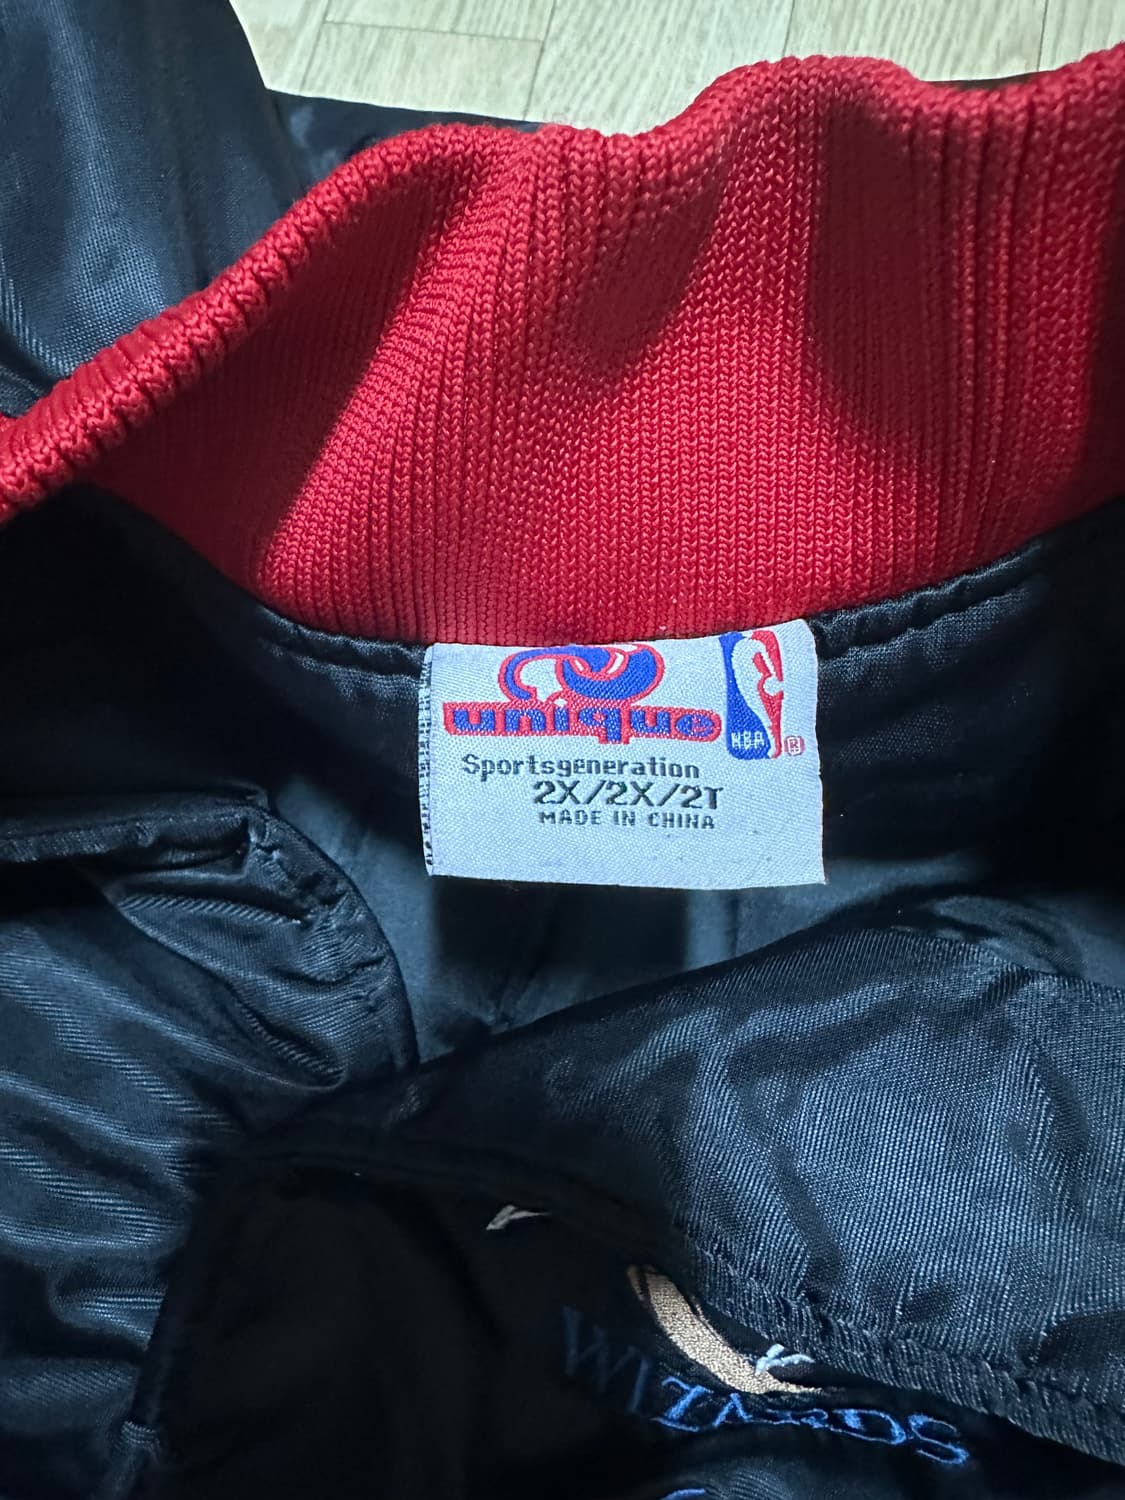 unique
NBA ®
Sportsgeneration
2X/2X/2T
MADE IN CHINA
WIZARDS